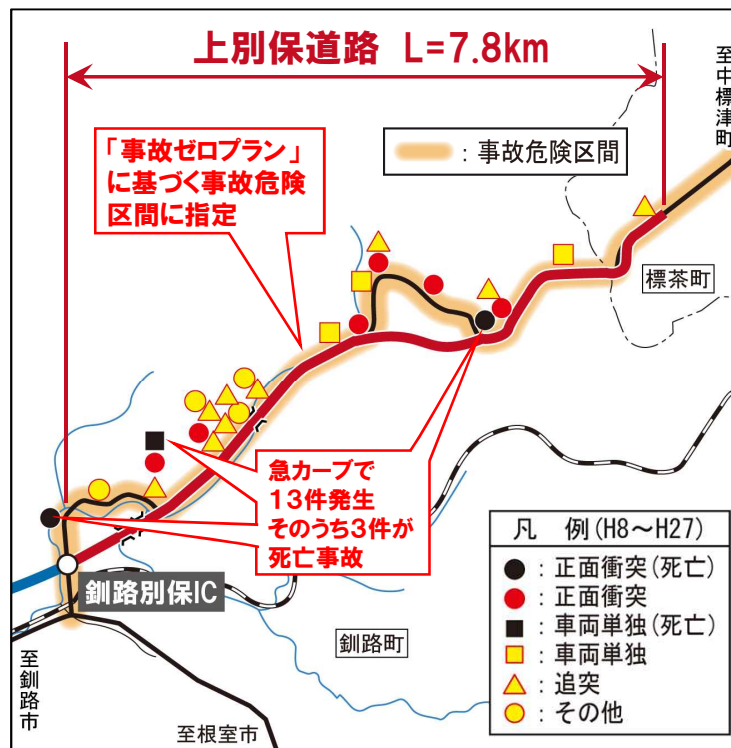 上別保道路 L=7.8km
至中標津町
「事故ゼロプラン」
に基づく事故危険
区間に指定
：事故危険区間
標茶町
急カーブで
13件発生
そのうち3件が
死亡事故
釧路別保IC
釧路町
至釧路市
至根室市
凡 例(H8～H27)
：正面衝突(死亡)
：正面衝突
：車両単独(死亡)
：車両単独
：追突
：その他